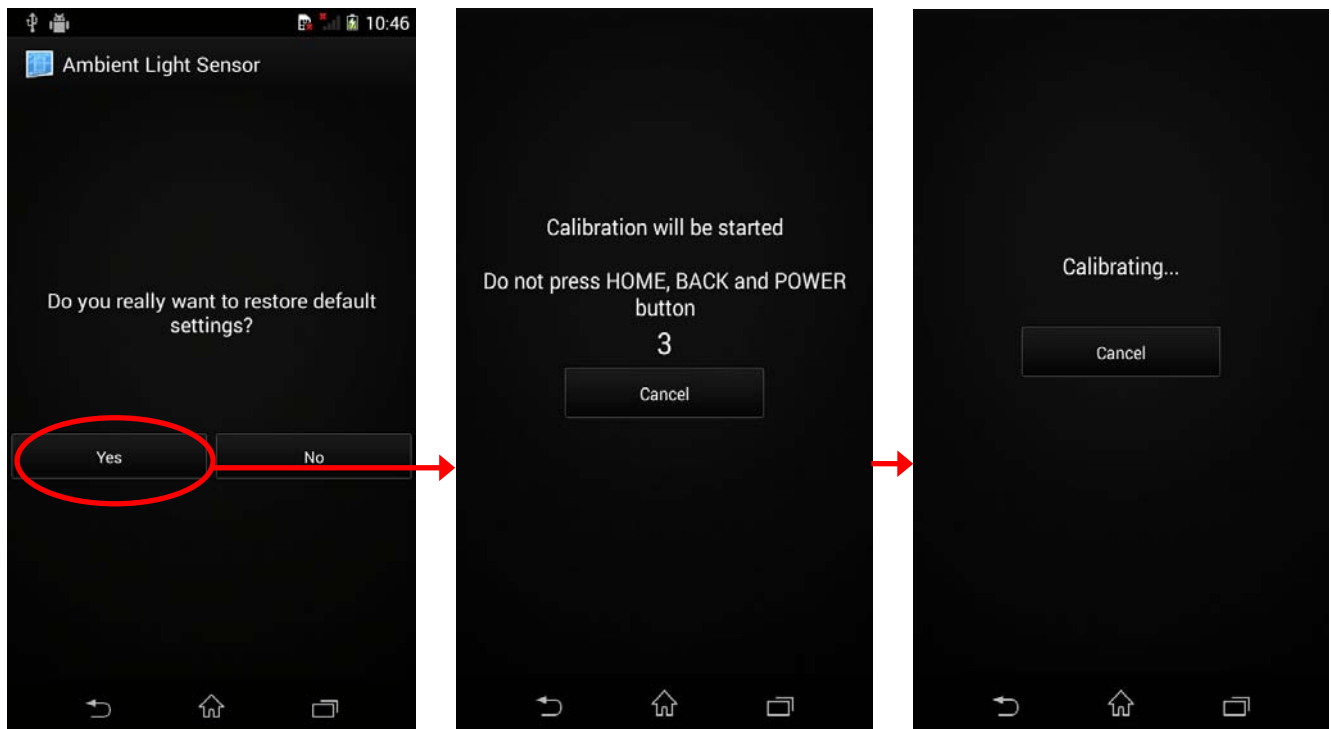 10:46
Ambient Light Sensor
Do you really want to restore default
settings?
Yes
No
Calibration will be started
Do not press HOME, BACK and POWER
button
3
Cancel
Calibrating...
Cancel